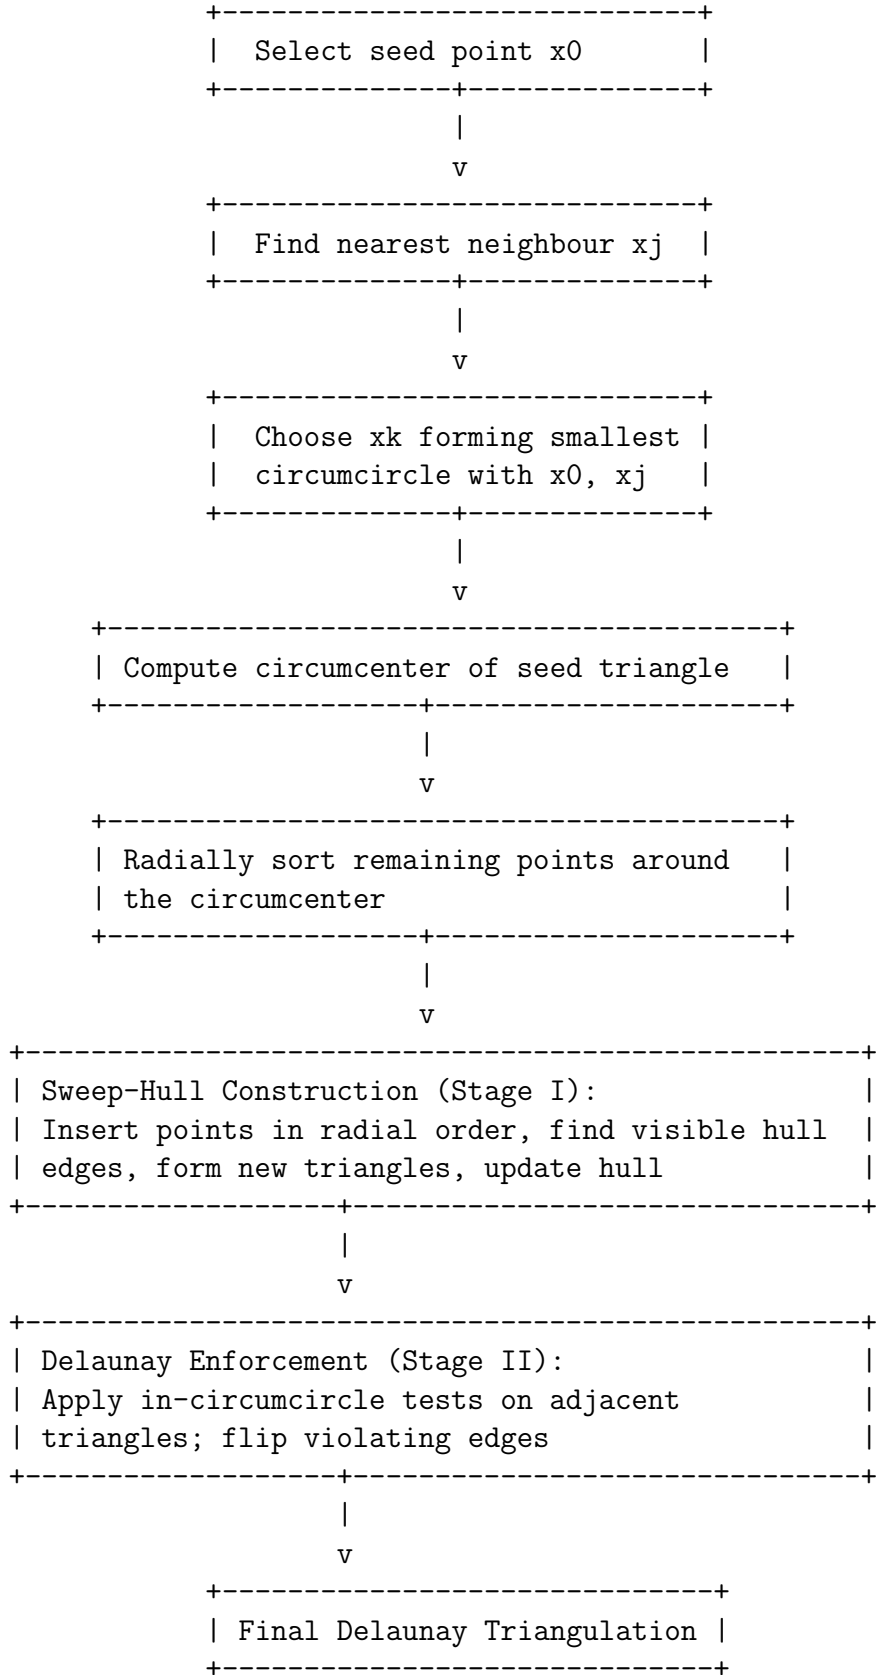 +-----------------------------+
|  Select seed point x0       |
+--------------+--------------+
|
v
+-----------------------------+
|  Find nearest neighbour xj  |
+--------------+--------------+
|
v
+-----------------------------+
|  Choose xk forming smallest |
|  circumcircle with x0, xj   |
+--------------+--------------+
|
v
+-----------------------------------------+
| Compute circumcenter of seed triangle   |
+-------------------+---------------------+
|
v
+-----------------------------------------+
| Radially sort remaining points around   |
| the circumcenter                        |
+-------------------+---------------------+
|
v
+---------------------------------------------------+
| Sweep-Hull Construction (Stage I):                |
| Insert points in radial order, find visible hull  |
| edges, form new triangles, update hull            |
+-------------------+-------------------------------+
|
v
+---------------------------------------------------+
| Delaunay Enforcement (Stage II):                  |
| Apply in-circumcircle tests on adjacent           |
| triangles; flip violating edges                   |
+-------------------+-------------------------------+
|
v
+------------------------------+
| Final Delaunay Triangulation |
+------------------------------+